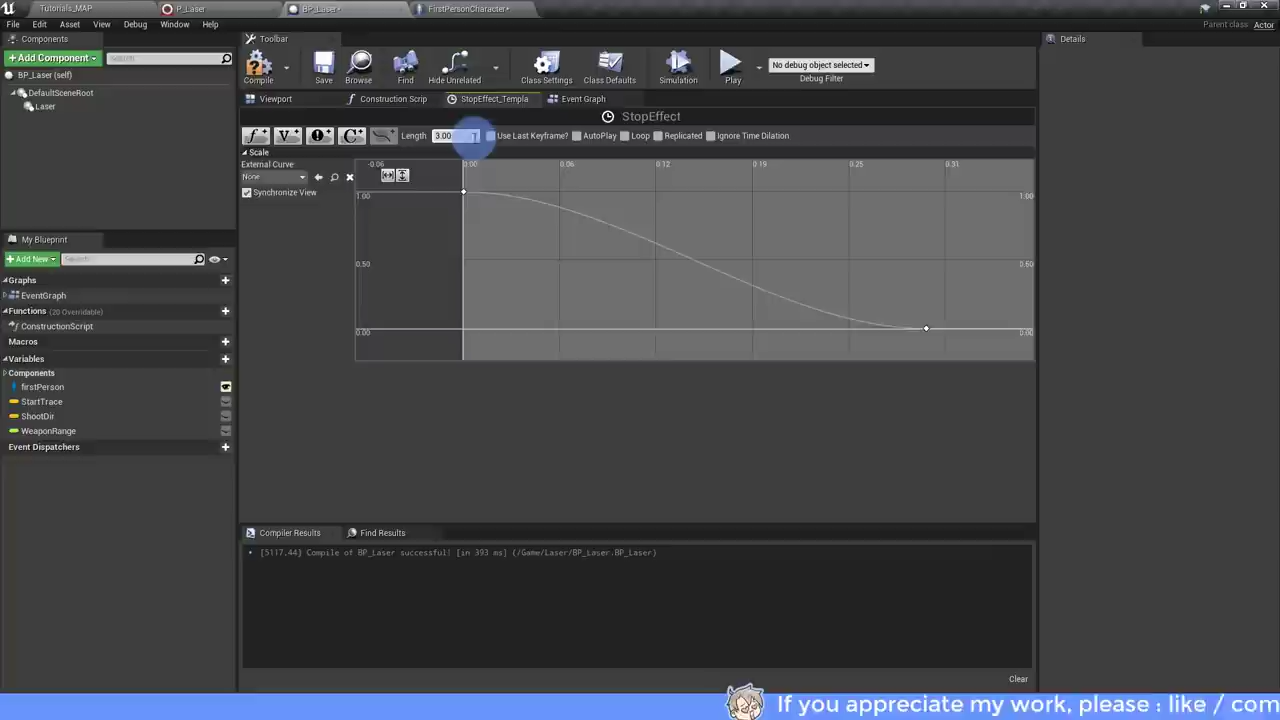 Tutorials_MAP
P_Laser
BP_Laser*
FirstPersonCharacter*
File Edit Asset View Debug Window Help
Parent class: Actor
Components
Toolbar
Details
+Add Component
Search
BP_Laser (self)
DefaultSceneRoot
Laser
Compile
Save
Browse
Find
Hide Unrelated
Class Settings
Class Defaults
Simulation
Play
No debug object selected
Debug Filter
Viewport
Construction Scrip
StopEffect_Templa
Event Graph
StopEffect
Length 3.00 Use Last Keyframe? AutoPlay Loop Replicated Ignore Time Dilation
Scale
External Curve
None
Synchronize View
-0.06 0.00 0.06 0.12 0.19 0.25 0.31
1.00 1.00
0.50 0.50
0.00 0.00
My Blueprint
+Add New
Search
Graphs
EventGraph
Functions (20 Overridable)
ConstructionScript
Macros
Variables
Components
firstPerson
StartTrace
ShootDir
WeaponRange
Event Dispatchers
Compiler Results
Find Results
[5117,44] Compile of BP_Laser successful! [in 393 ms] (/Game/Laser/BP_Laser.BP_Laser)
Clear
If you appreciate my work, please : like / com